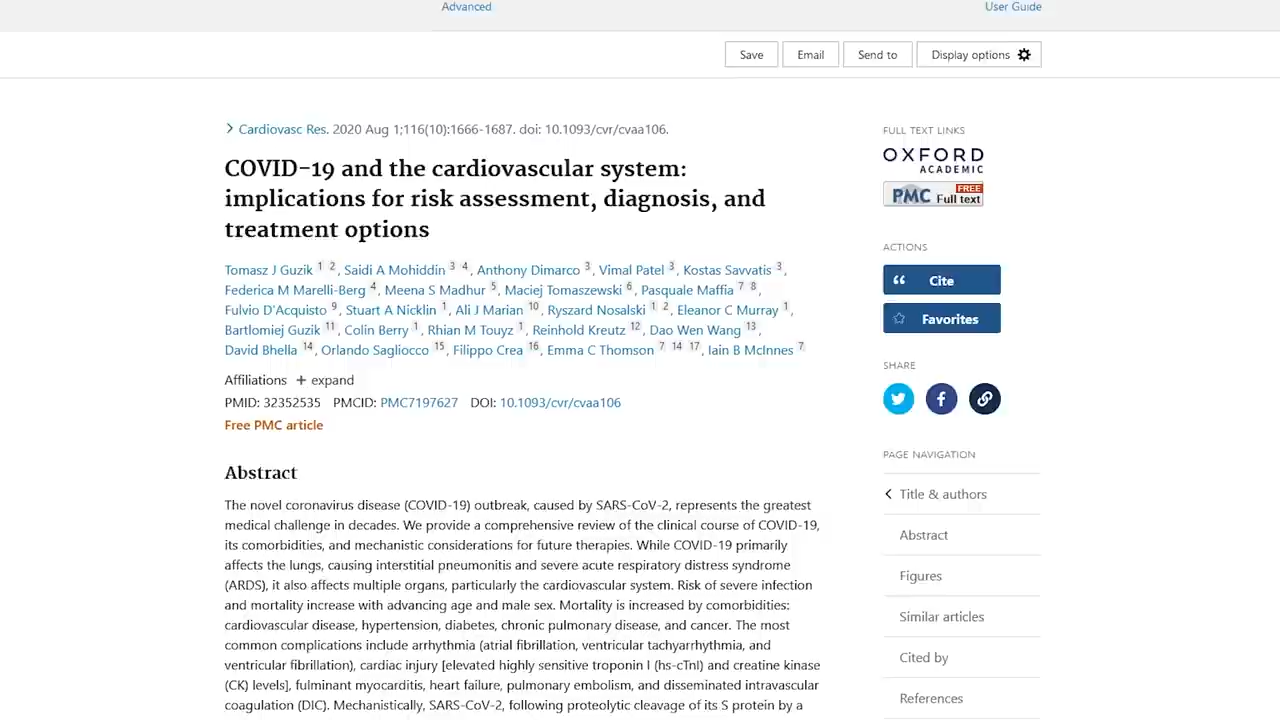 Advanced
User Guide
Save
Email
Send to
Display options
Cardiovasc Res. 2020 Aug 1;116(10):1666-1687. doi: 10.1093/cvr/cvaa106.
COVID-19 and the cardiovascular system:
implications for risk assessment, diagnosis, and
treatment options
Tomasz J Guzik 1 2, Saidi A Mohiddin 3 4, Anthony Dimarco 3, Vimal Patel 3, Kostas Savvatis 3,
Federica M Marelli-Berg 4, Meena S Madhur 5, Maciej Tomaszewski 6, Pasquale Maffia 7 8,
Fulvio D'Acquisto 9, Stuart A Nicklin 1, Ali J Marian 10, Ryszard Nosalski 1 2, Eleanor C Murray 1,
Bartlomiej Guzik 11, Colin Berry 1, Rhian M Touyz 1, Reinhold Kreutz 12, Dao Wen Wang 13,
David Bhella 14, Orlando Sagliocco 15, Filippo Crea 16, Emma C Thomson 7 14 17, Iain B McInnes 7
Affiliations + expand
PMID: 32352535 PMCID: PMC7197627 DOI: 10.1093/cvr/cvaa106
Free PMC article
Abstract
The novel coronavirus disease (COVID-19) outbreak, caused by SARS-CoV-2, represents the greatest
medical challenge in decades. We provide a comprehensive review of the clinical course of COVID-19,
its comorbidities, and mechanistic considerations for future therapies. While COVID-19 primarily
affects the lungs, causing interstitial pneumonitis and severe acute respiratory distress syndrome
(ARDS), it also affects multiple organs, particularly the cardiovascular system. Risk of severe infection
and mortality increase with advancing age and male sex. Mortality is increased by comorbidities:
cardiovascular disease, hypertension, diabetes, chronic pulmonary disease, and cancer. The most
common complications include arrhythmia (atrial fibrillation, ventricular tachyarrhythmia, and
ventricular fibrillation), cardiac injury [elevated highly sensitive troponin I (hs-cTnI) and creatine kinase
(CK) levels], fulminant myocarditis, heart failure, pulmonary embolism, and disseminated intravascular
coagulation (DIC). Mechanistically, SARS-CoV-2, following proteolytic cleavage of its S protein by a
FULL TEXT LINKS
OXFORD
ACADEMIC
PMC FREE Full text
ACTIONS
Cite
Favorites
SHARE
PAGE NAVIGATION
Title & authors
Abstract
Figures
Similar articles
Cited by
References